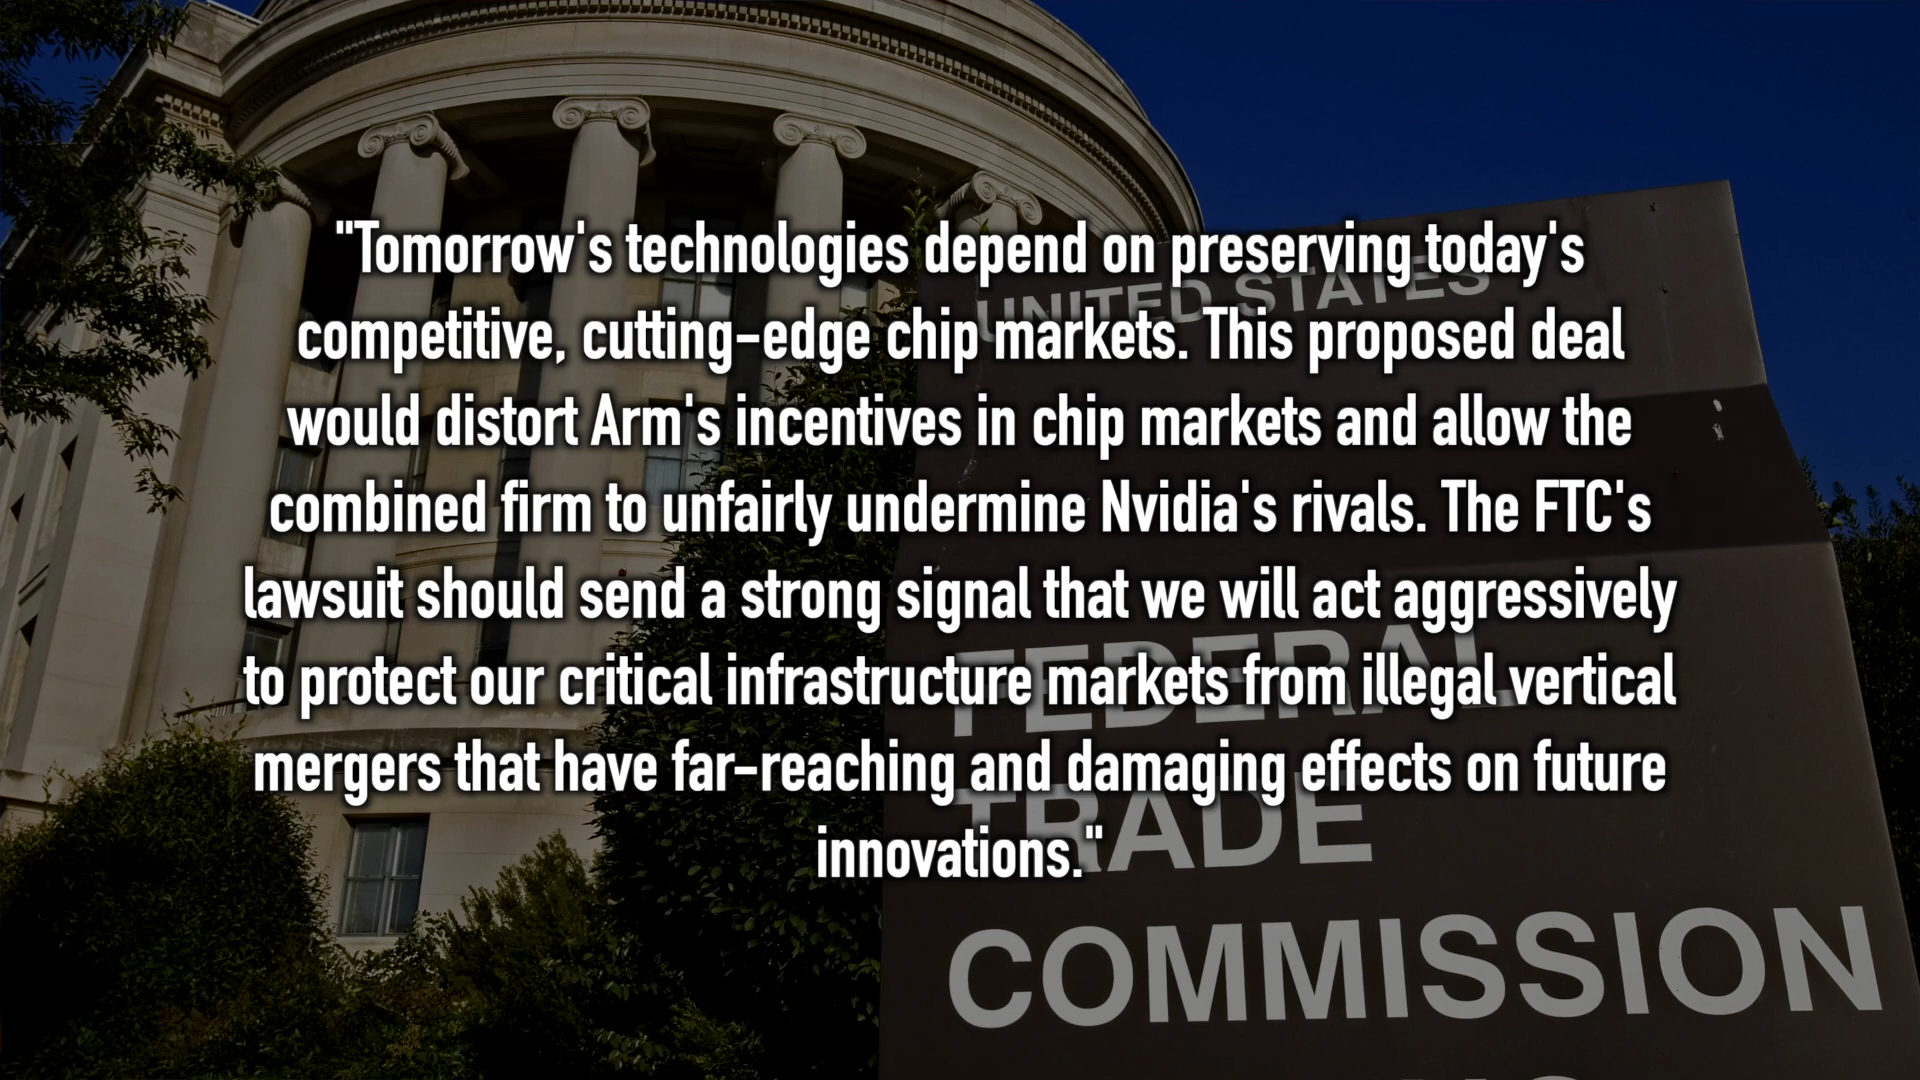 "Tomorrow's technologies depend on preserving today's
competitive, cutting-edge chip markets. This proposed deal
would distort Arm's incentives in chip markets and allow the
combined firm to unfairly undermine Nvidia's rivals. The FTC's
lawsuit should send a strong signal that we will act aggressively
to protect our critical infrastructure markets from illegal vertical
mergers that have far-reaching and damaging effects on future
innovations."
UNITED STATES
FEDERAL
TRADE
COMMISSION